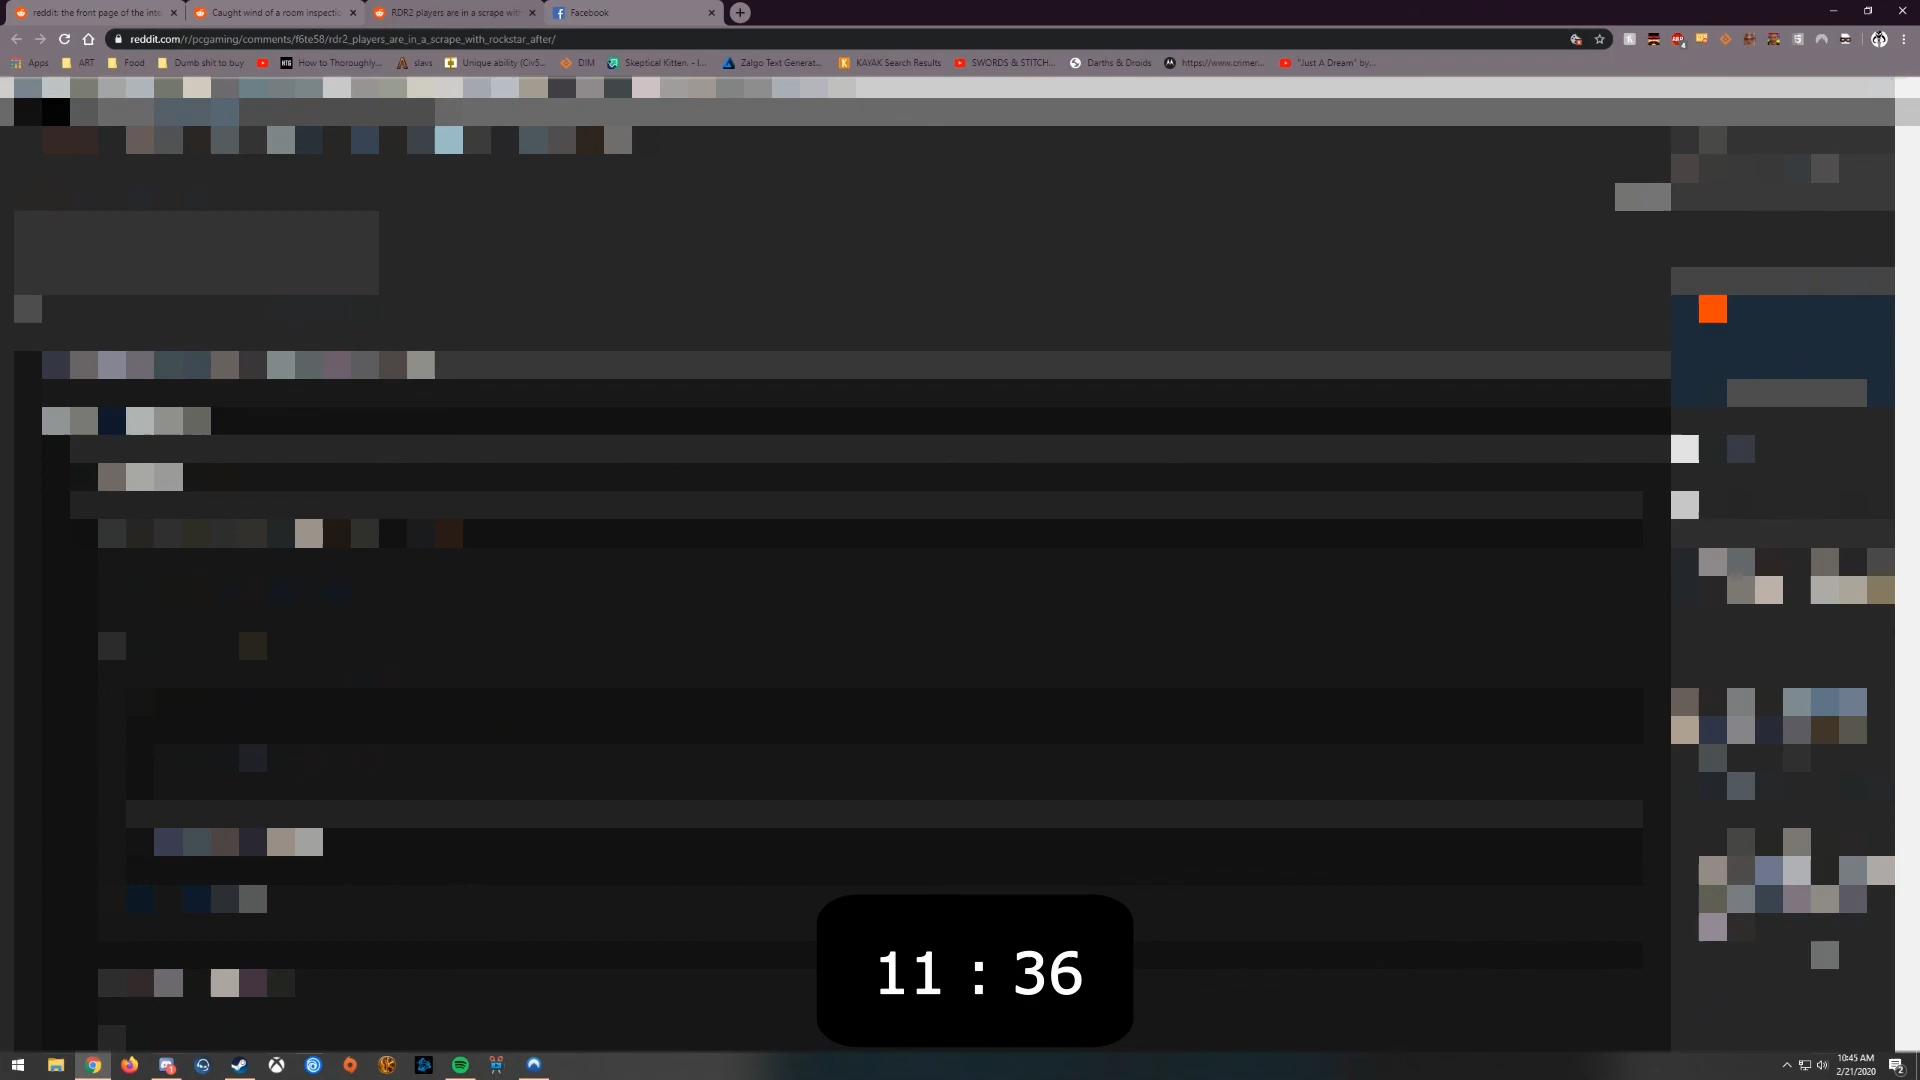 reddit: the front page of the inte
Caught wind of a room inspectio
RDR2 players are in a scrape with
Facebook
reddit.com/r/pcgaming/comments/f6te58/rdr2_players_are_in_a_scrape_with_rockstar_after/
Apps
ART
Food
Dumb shit to buy
How to Thoroughly...
slavs
Unique ability (Civ5...
DIM
Skeptical Kitten. - I...
Zalgo Text Generat...
KAYAK Search Results
SWORDS & STITCH...
Darths & Droids
https://www.crimer...
"Just A Dream" by...
11 : 36
10:45 AM
2/21/2020